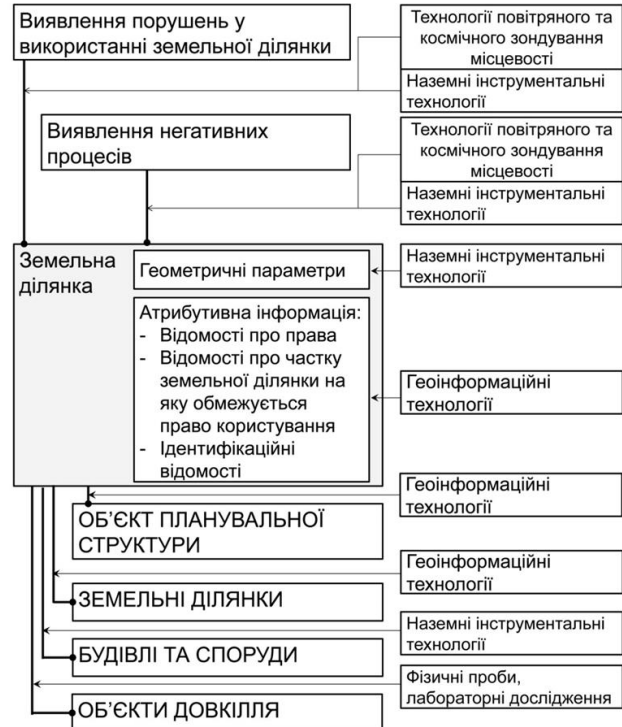 Виявлення порушень у
використанні земельної ділянки
Технології повітряного та
космічного зондування
місцевості
Наземні інструментальні
технології
Виявлення негативних
процесів
Технології повітряного та
космічного зондування
місцевості
Наземні інструментальні
технології
Земельна
ділянка
Геометричні параметри
Наземні інструментальні
технології
Атрибутивна інформація:
- Відомості про права
- Відомості про частку
земельної ділянки на
яку обмежується
право користування
- Ідентифікаційні
відомості
Геоінформаційні
технології
Геоінформаційні
технології
ОБ’ЄКТ ПЛАНУВАЛЬНОЇ
СТРУКТУРИ
Геоінформаційні
технології
ЗЕМЕЛЬНІ ДІЛЯНКИ
Наземні інструментальні
технології
БУДІВЛІ ТА СПОРУДИ
Фізичні проби,
лабораторні дослідження
ОБ’ЄКТИ ДОВКІЛЛЯ